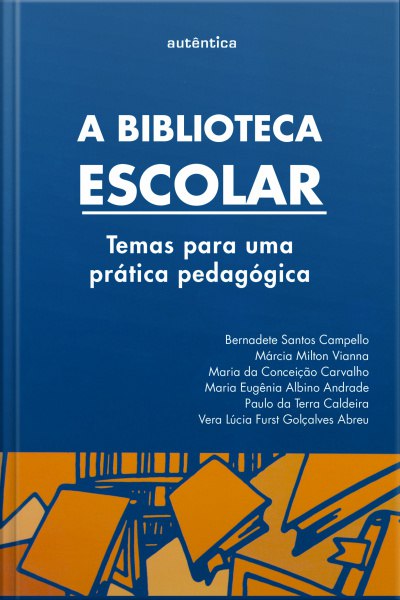 autêntica
A BIBLIOTECA
ESCOLAR
Temas para uma
prática pedagógica
Bernadete Santos Campello
Márcia Milton Vianna
Maria da Conceição Carvalho
Maria Eugênia Albino Andrade
Paulo da Terra Caldeira
Vera Lúcia Furst Golçalves Abreu